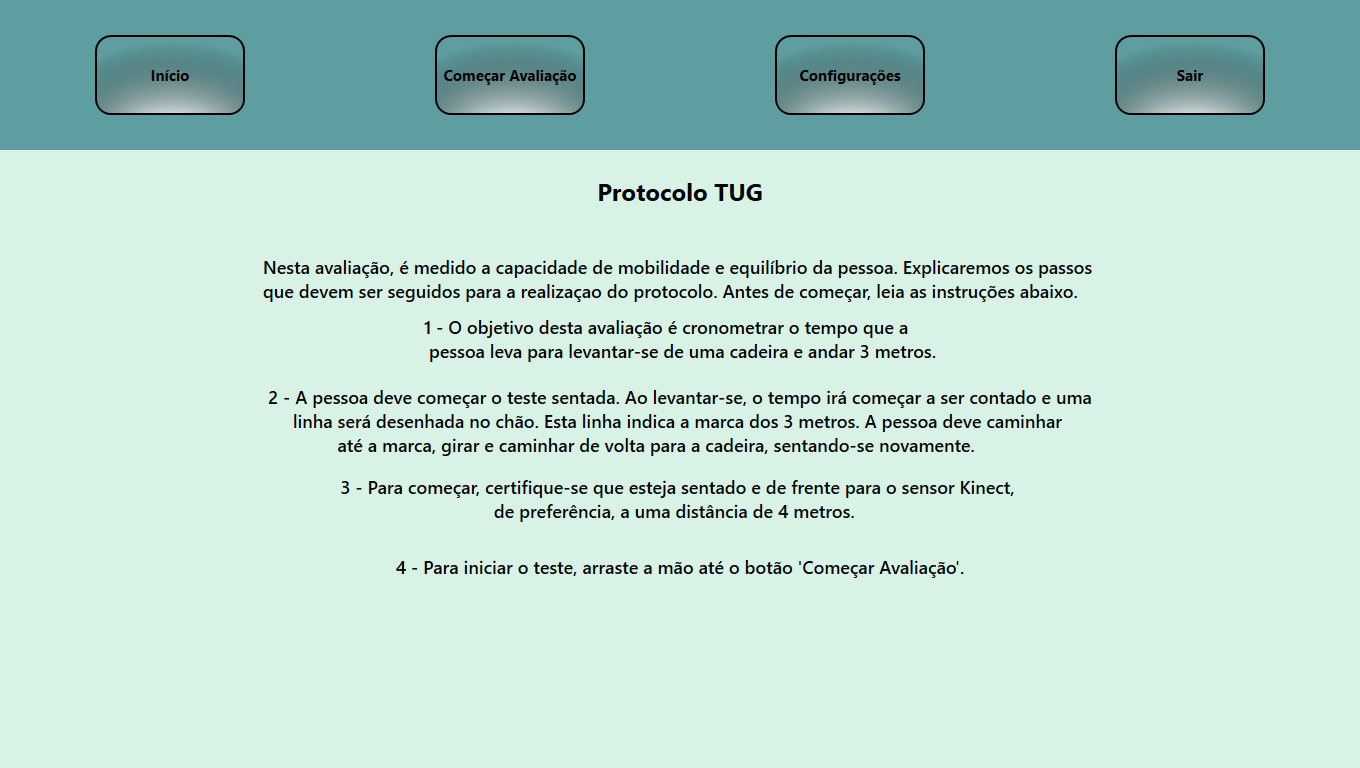 Início
Começar Avaliação
Configurações
Sair
Protocolo TUG
Nesta avaliação, é medido a capacidade de mobilidade e equilíbrio da pessoa. Explicaremos os passos
que devem ser seguidos para a realizaçao do protocolo. Antes de começar, leia as instruções abaixo.
1 - O objetivo desta avaliação é cronometrar o tempo que a
pessoa leva para levantar-se de uma cadeira e andar 3 metros.
2 - A pessoa deve começar o teste sentada. Ao levantar-se, o tempo irá começar a ser contado e uma
linha será desenhada no chão. Esta linha indica a marca dos 3 metros. A pessoa deve caminhar
até a marca, girar e caminhar de volta para a cadeira, sentando-se novamente.
3 - Para começar, certifique-se que esteja sentado e de frente para o sensor Kinect,
de preferência, a uma distância de 4 metros.
4 - Para iniciar o teste, arraste a mão até o botão 'Começar Avaliação'.